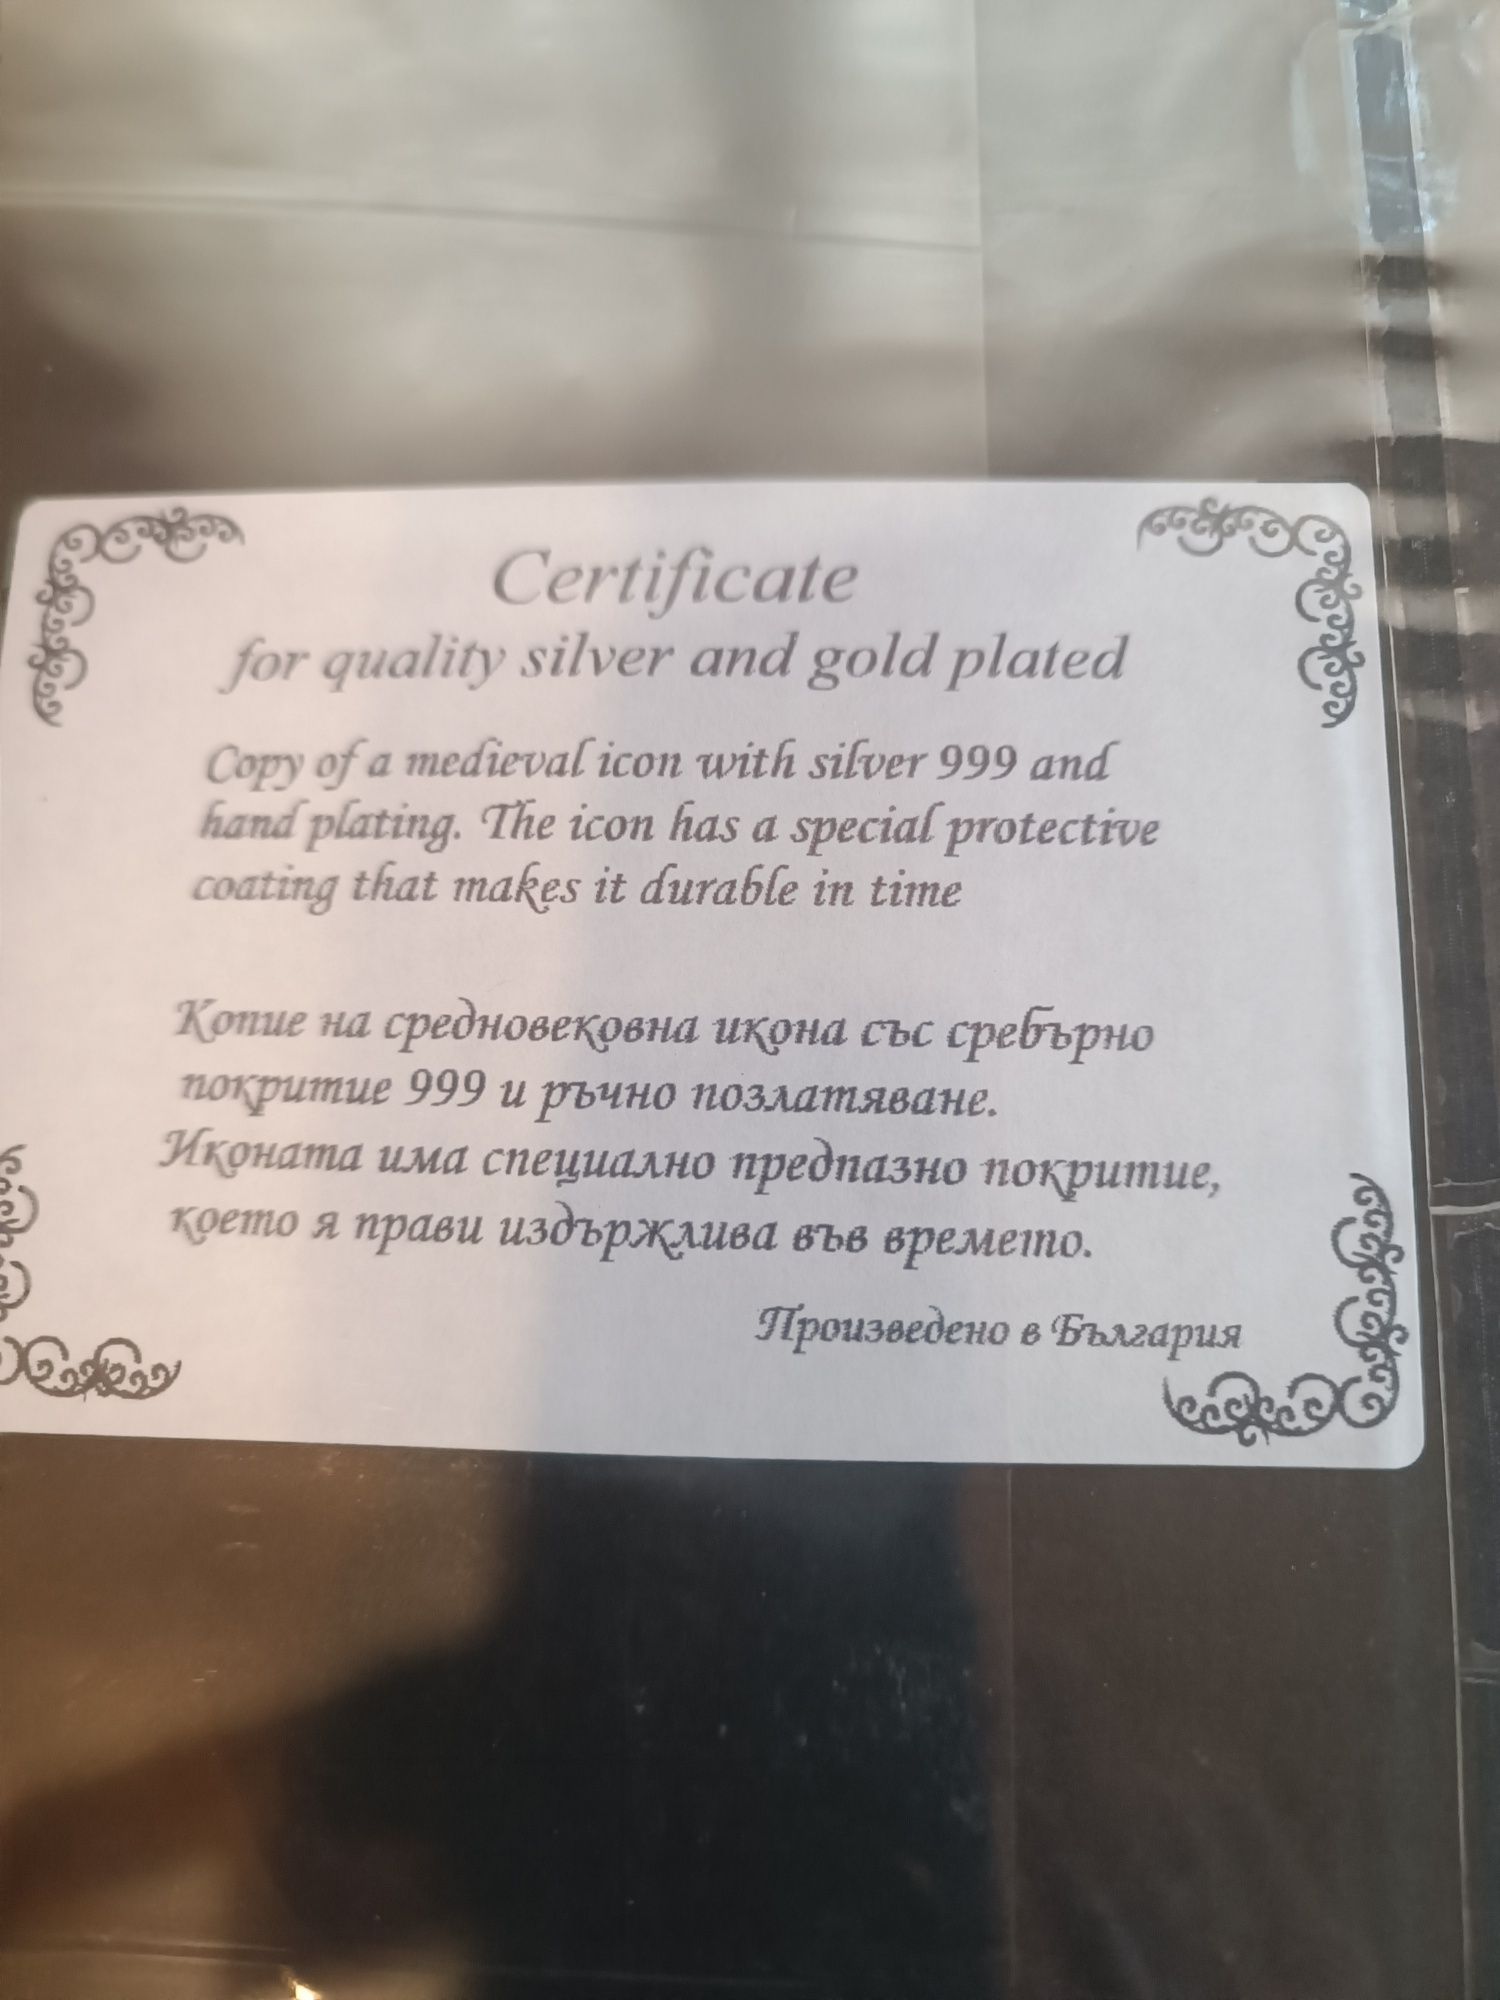 Certificate
for quality silver and gold plated
Copy of a medieval icon with silver 999 and
hand plating. The icon has a special protective
coating that makes it durable in time
Копие на средновековна икона със сребърно
покритие 999 и ръчно позлатяване.
Иконата има специално предпазно покритие,
което я прави издържлива във времето.
Произведено в България